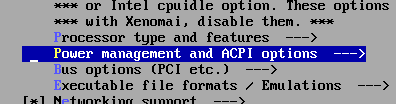 *** or Intel cpuidle option. These options
*** with Xenomai, disable them. ***
Processor type and features --->
Power management and ACPI options --->
Bus options (PCI etc.) --->
Executable file formats / Emulations --->
[*] Networking support --->